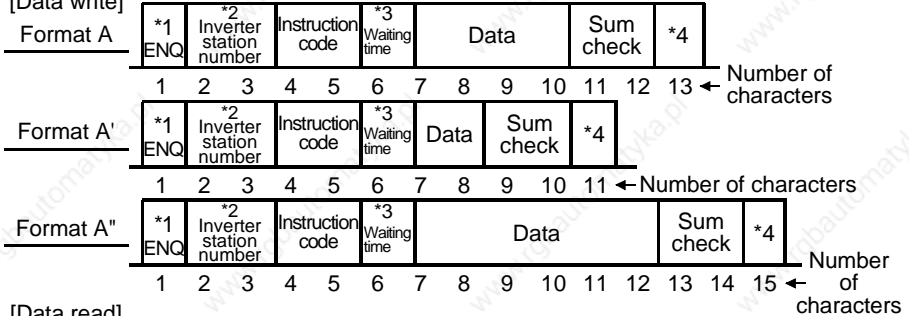 [Data write]
Format A
*1 ENQ
*2 Inverter station number
Instruction code
*3 Waiting time
Data
Sum check
*4
1 2 3 4 5 6 7 8 9 10 11 12 13 ← Number of characters
Format A'
*1 ENQ
*2 Inverter station number
Instruction code
*3 Waiting time
Data
Sum check
*4
1 2 3 4 5 6 7 8 9 10 11 ← Number of characters
Format A"
*1 ENQ
*2 Inverter station number
Instruction code
*3 Waiting time
Data
Sum check
*4
1 2 3 4 5 6 7 8 9 10 11 12 13 14 15 ← Number of characters
[Data read]